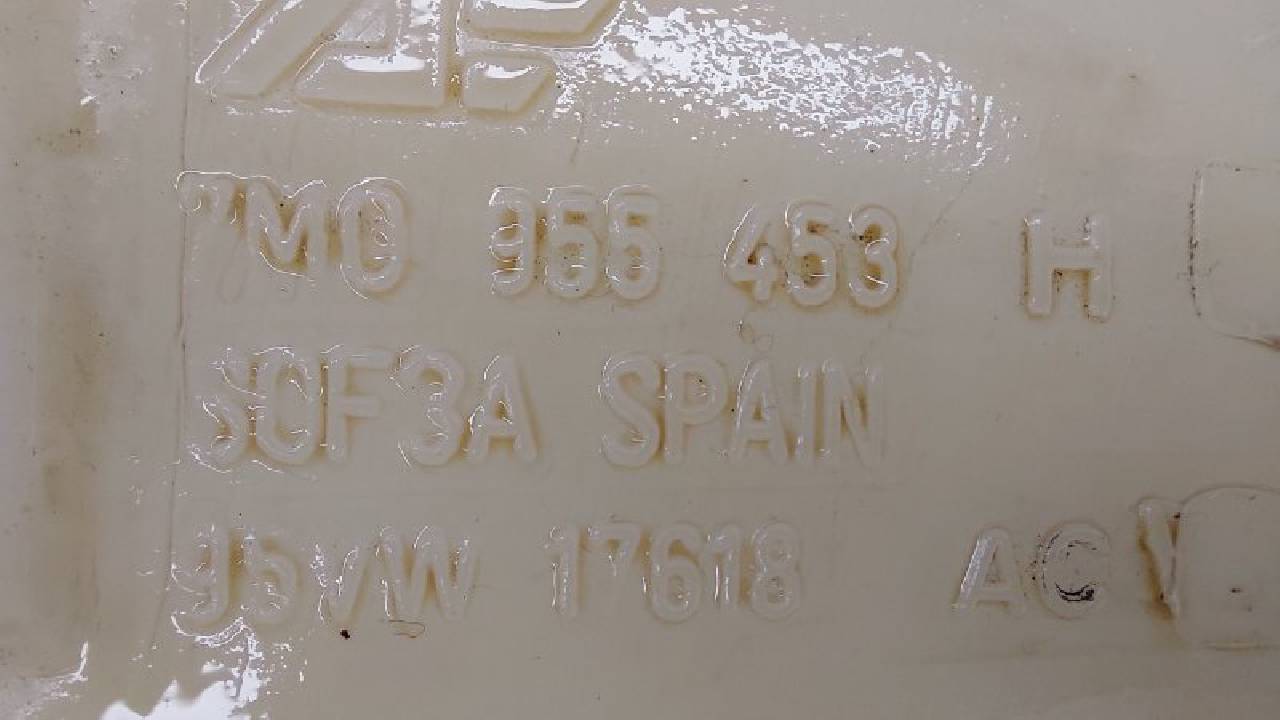 7M0 955 453 H
SCF3A SPAIN
95VW 17618 AC